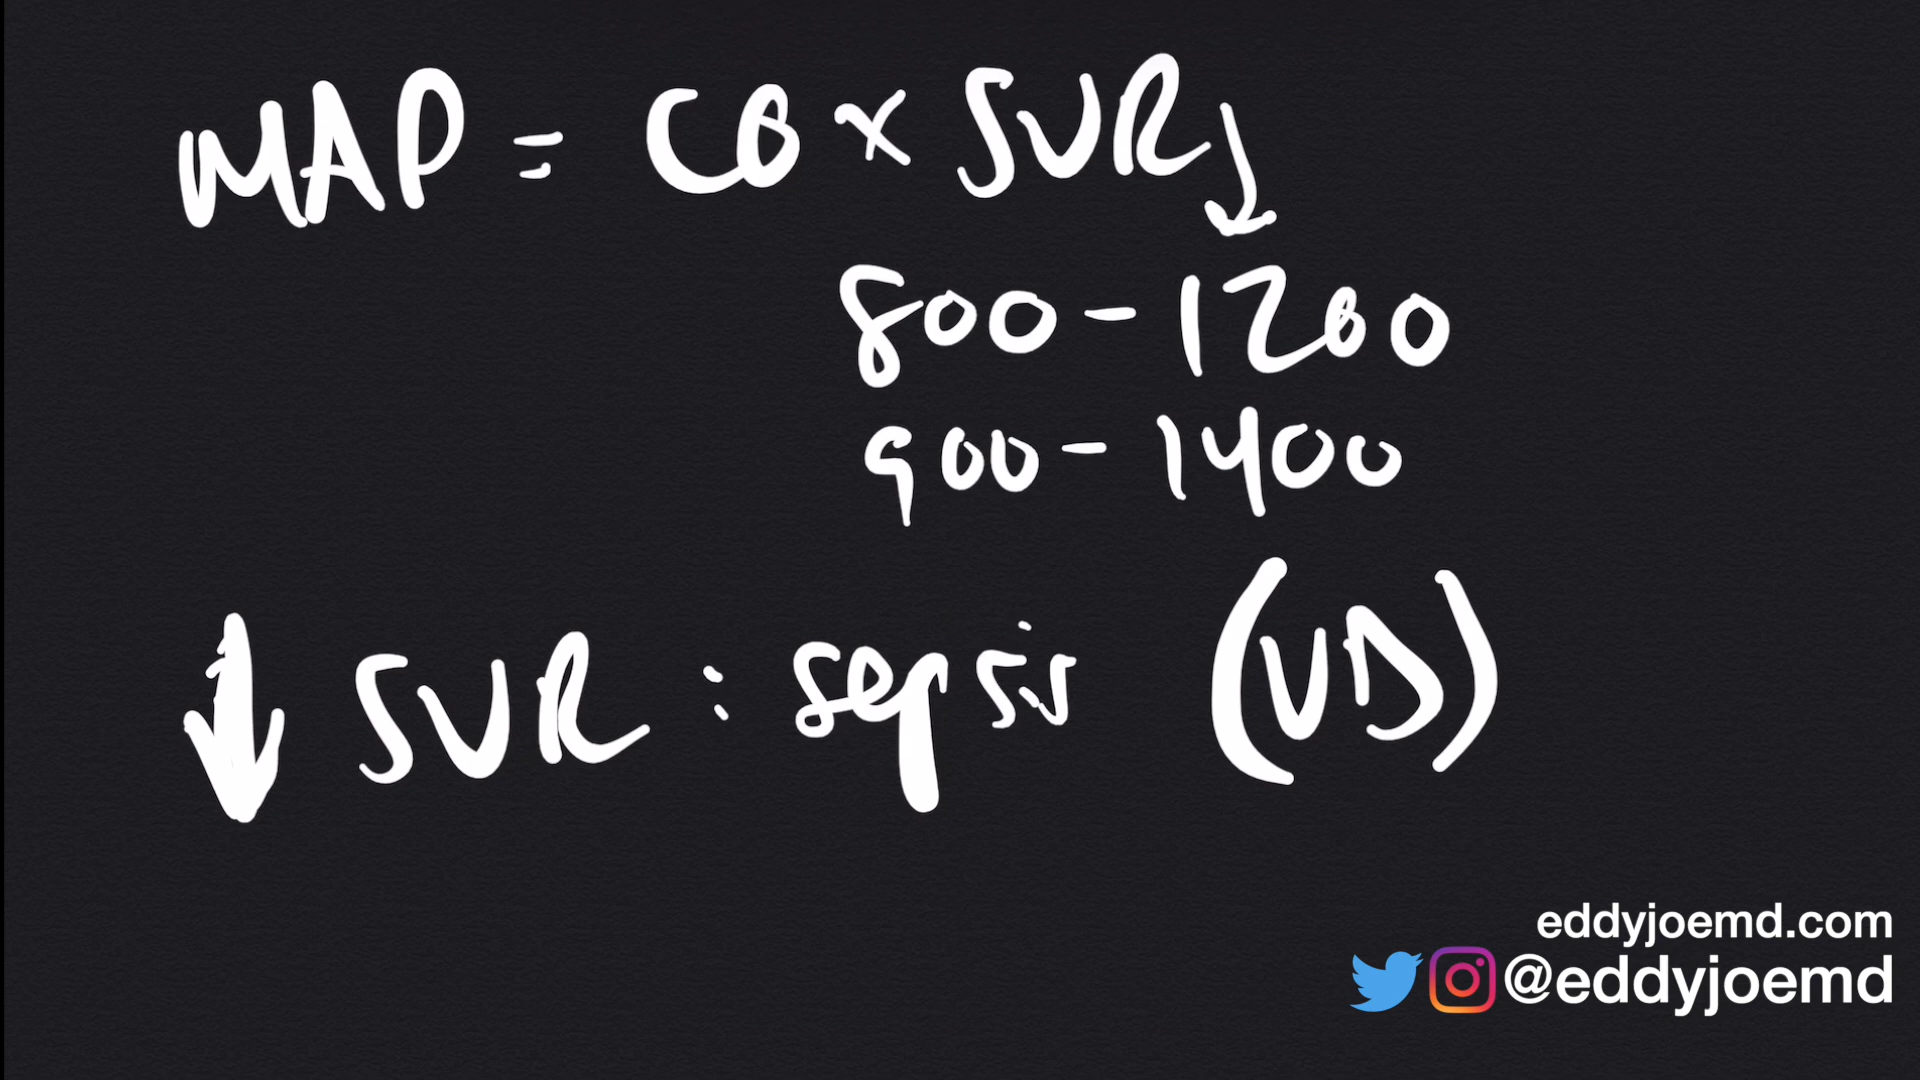 MAP = CO x SVR ↓
800 - 1200
900 - 1400
↓ SVR : sepsis (VD)
eddyjoemd.com
@eddyjoemd